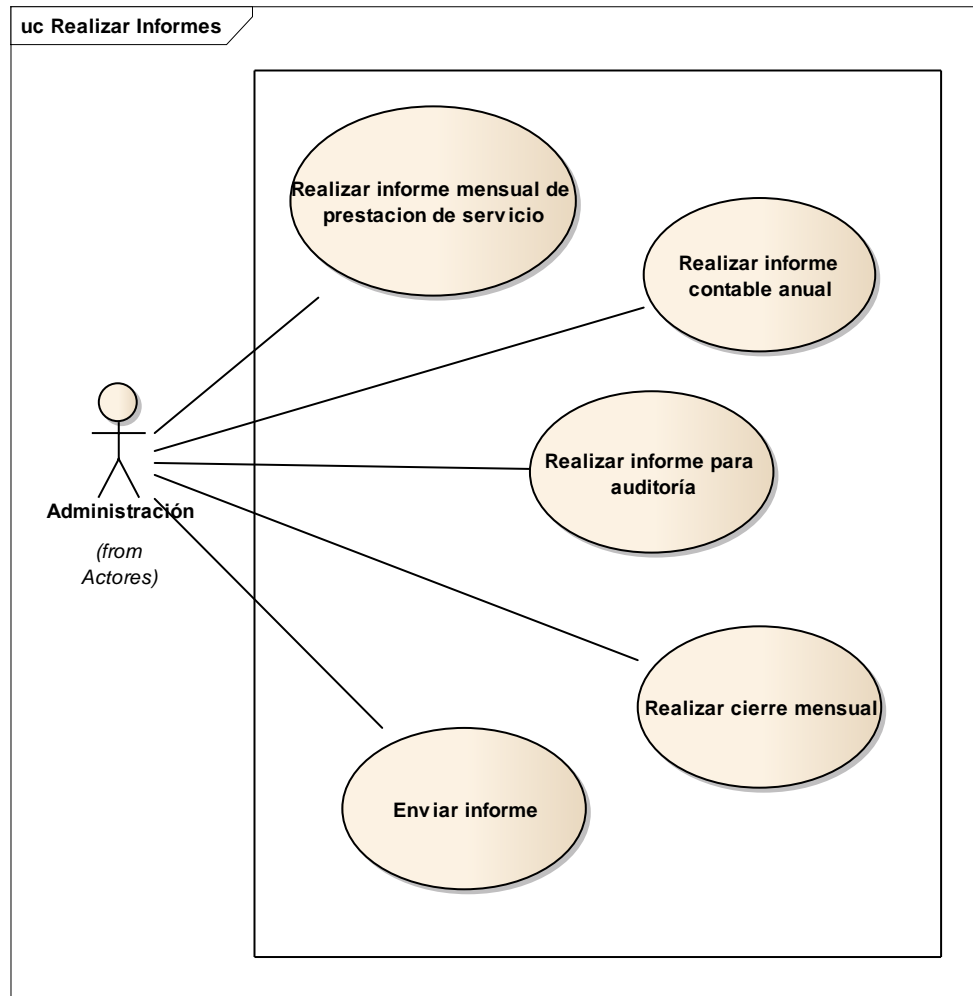 uc Realizar Informes
Realizar informe mensual de
prestacion de servicio
Realizar informe
contable anual
Realizar informe para
auditoría
Administración
(from
Actores)
Realizar cierre mensual
Enviar informe